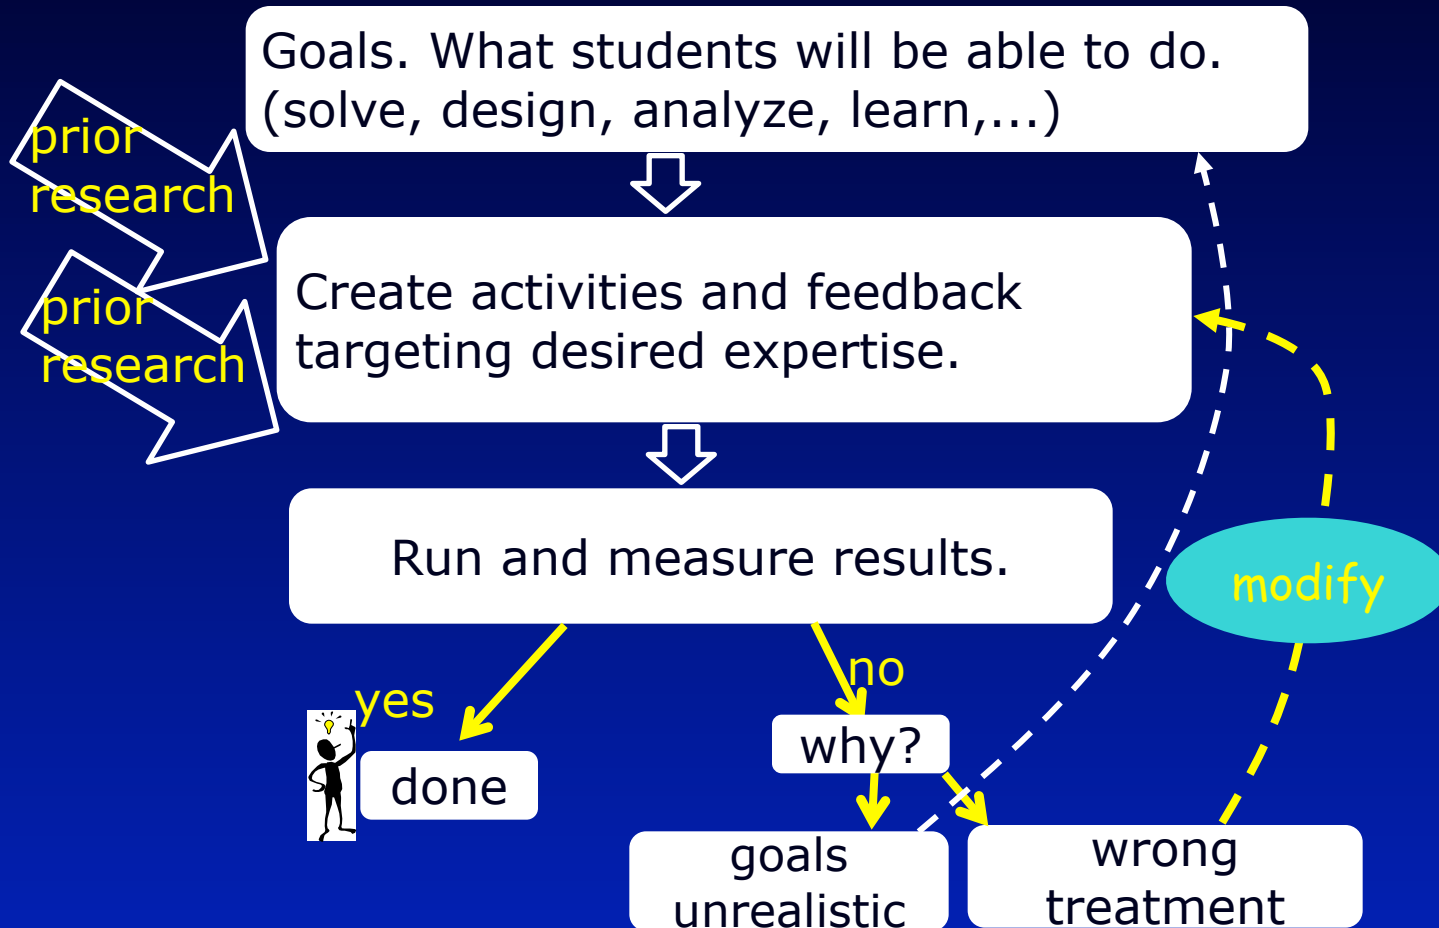 Goals. What students will be able to do.
(solve, design, analyze, learn,...)
prior
research
Create activities and feedback
targeting desired expertise.
prior
research
Run and measure results.
modify
yes
no
why?
done
goals
unrealistic
wrong
treatment